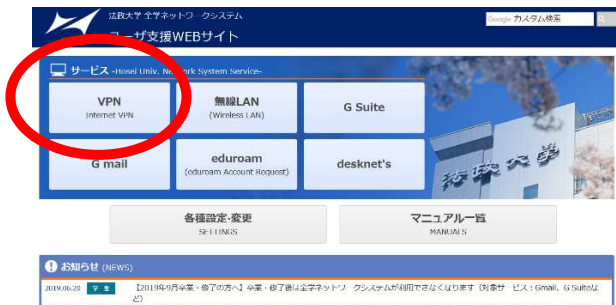 法政大学 全学ネットワークシステム
ユーザ支援WEBサイト
Google カスタム検索
サービス -Hosei Univ. Network System Service-
VPN
Internet VPN
無線LAN
(Wireless LAN)
G Suite
G mail
eduroam
(eduroam Account Request)
desknet's
法政大学
各種設定・変更
SETTINGS
マニュアル一覧
MANUALS
お知らせ (NEWS)
2019.06.20 学生 【2019年9月卒業・修了の方へ】卒業・修了後は全学ネットワークシステムが利用できなくなります（対象サービス：Gmail、G Suiteなど）